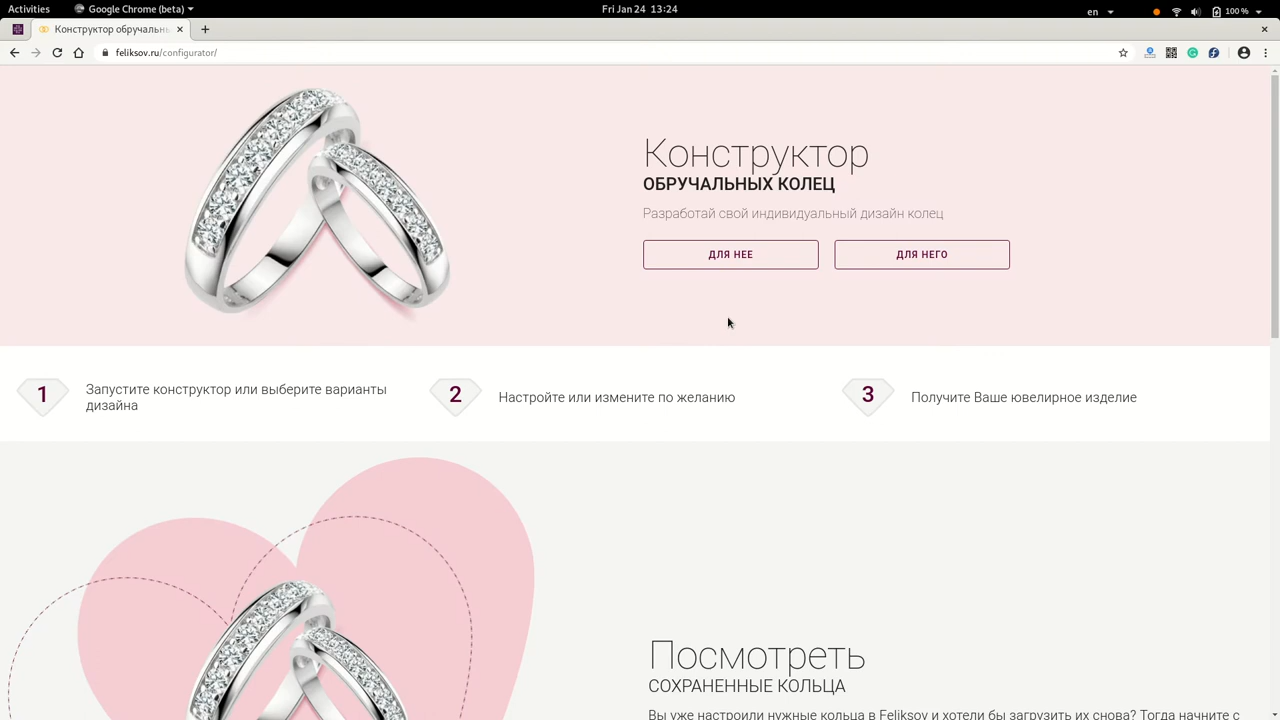 Activities
Google Chrome (beta)
Fri Jan 24 13:24
en
100 %
Конструктор обручальн
feliksov.ru/configurator/
Конструктор
ОБРУЧАЛЬНЫХ КОЛЕЦ
Разработай свой индивидуальный дизайн колец
ДЛЯ НЕЕ
ДЛЯ НЕГО
1
Запустите конструктор или выберите варианты
дизайна
2
Настройте или измените по желанию
3
Получите Ваше ювелирное изделие
Посмотреть
СОХРАНЕННЫЕ КОЛЬЦА
Вы уже настроили нужные кольца в Feliksov и хотели бы загрузить их снова? Тогда начните с